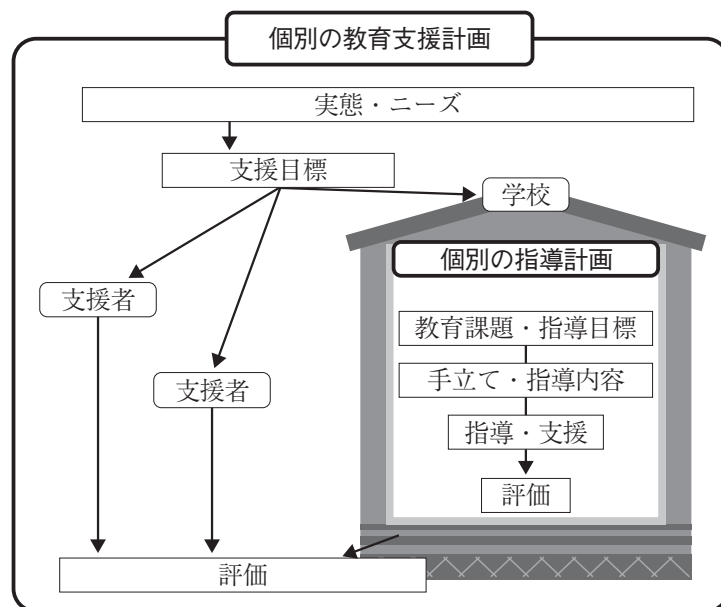 個別の教育支援計画
実態・ニーズ
支援目標
学校
個別の指導計画
支援者
教育課題・指導目標
手立て・指導内容
支援者
指導・支援
評価
評価